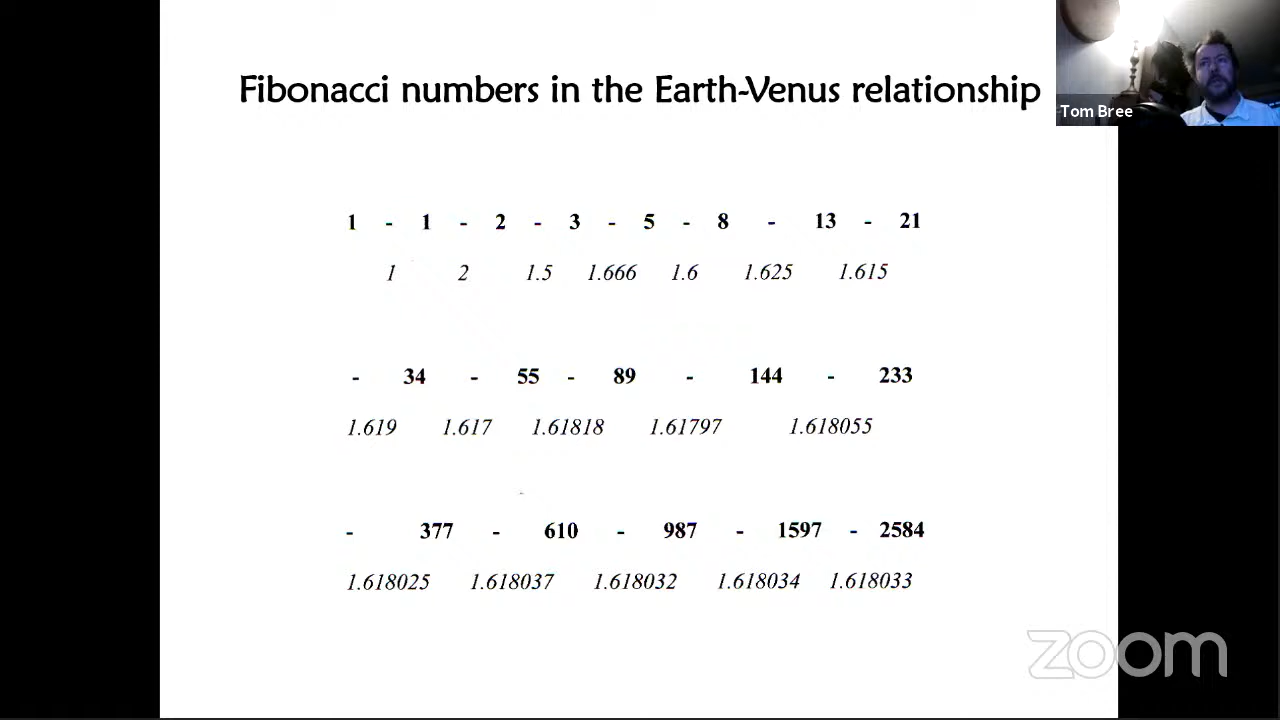 Fibonacci numbers in the Earth-Venus relationship
Tom Bree
1 - 1 - 2 - 3 - 5 - 8 - 13 - 21
1 2 1.5 1.666 1.6 1.625 1.615
- 34 - 55 - 89 - 144 - 233
1.619 1.617 1.61818 1.61797 1.618055
- 377 - 610 - 987 - 1597 - 2584
1.618025 1.618037 1.618032 1.618034 1.618033
zoom